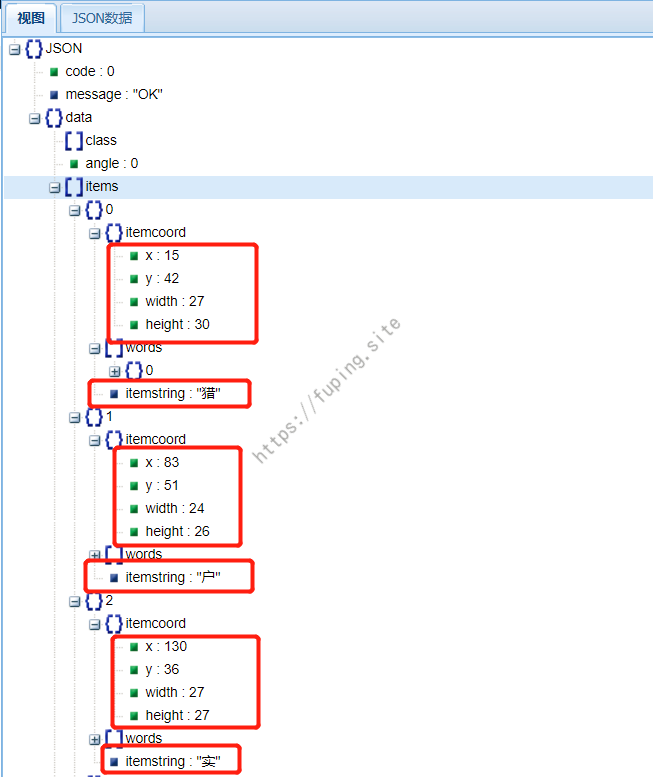 视图 JSON数据
JSON
code : 0
message : "OK"
data
class
angle : 0
items
0
itemcoord
x : 15
y : 42
width : 27
height : 30
words
0
itemstring : "猎"
1
itemcoord
x : 83
y : 51
width : 24
height : 26
words
itemstring : "户"
2
itemcoord
x : 130
y : 36
width : 27
height : 27
words
itemstring : "实"
https://fuping.site